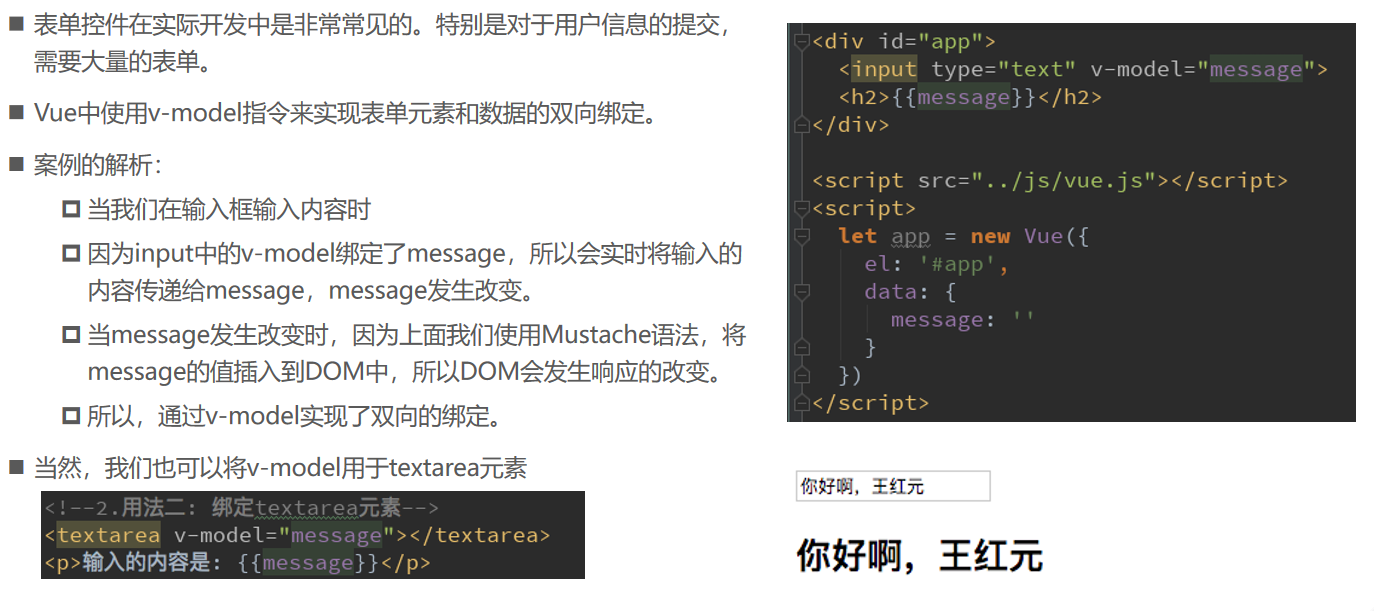 表单控件在实际开发中是非常常见的。特别是对于用户信息的提交，
需要大量的表单。
Vue中使用v-model指令来实现表单元素和数据的双向绑定。
案例的解析：
当我们在输入框输入内容时
因为input中的v-model绑定了message，所以会实时将输入的
内容传递给message，message发生改变。
当message发生改变时，因为上面我们使用Mustache语法，将
message的值插入到DOM中，所以DOM会发生响应的改变。
所以，通过v-model实现了双向的绑定。
当然，我们也可以将v-model用于textarea元素
<!--2.用法二: 绑定textarea元素-->
<textarea v-model="message"></textarea>
<p>输入的内容是: {{message}}</p>
<div id="app">
<input type="text" v-model="message">
<h2>{{message}}</h2>
</div>
<script src="../js/vue.js"></script>
<script>
let app = new Vue({
el: '#app',
data: {
message: ''
}
})
</script>
你好啊，王红元
你好啊，王红元